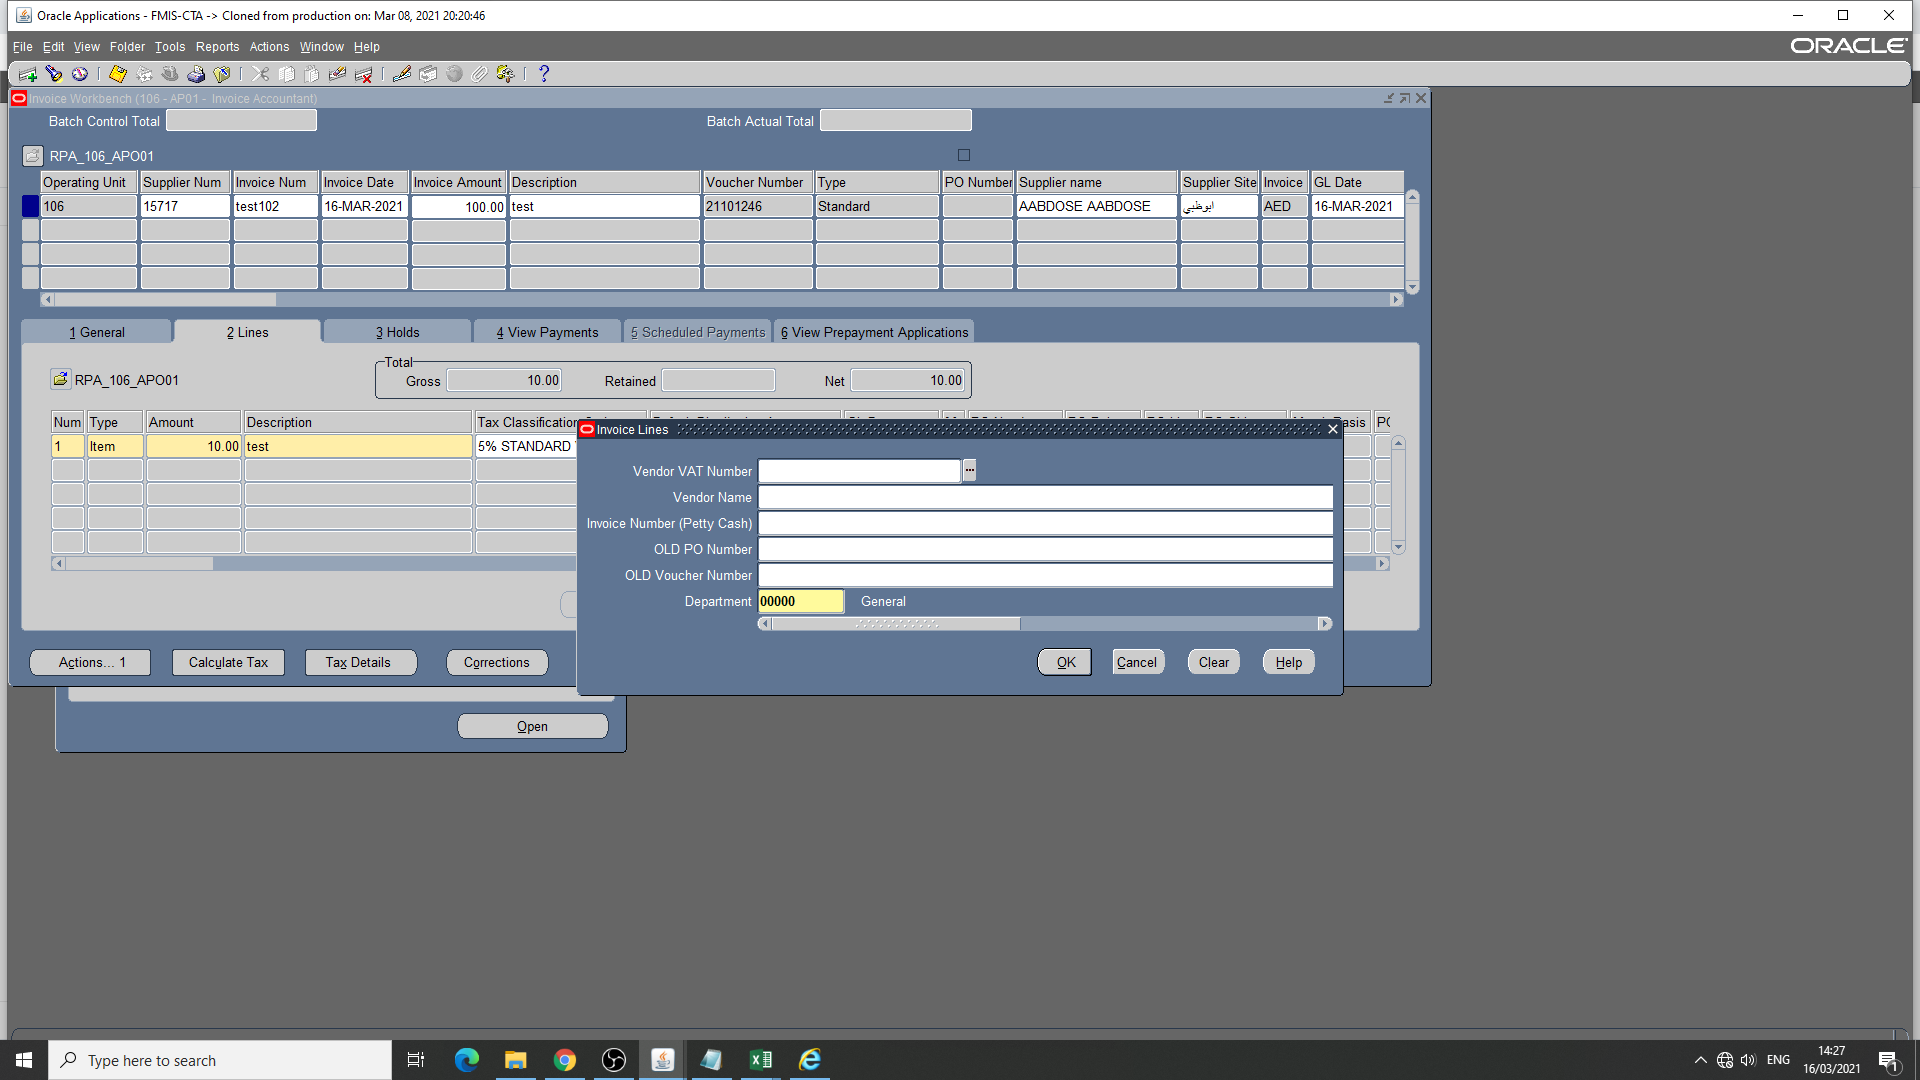 Oracle Applications - FMIS-CTA -> Cloned from production on: Mar 08, 2021 20:20:46
File Edit View Folder Tools Reports Actions Window Help
ORACLE
Invoice Workbench (106 - AP01 - Invoice Accountant)
Batch Control Total
Batch Actual Total
RPA_106_APO01
Operating Unit Supplier Num Invoice Num Invoice Date Invoice Amount Description Voucher Number Type PO Number Supplier name Supplier Site Invoice GL Date
106 15717 test102 16-MAR-2021 100.00 test 21101246 Standard AABDOSE AABDOSE ابوظبي AED 16-MAR-2021
1 General 2 Lines 3 Holds 4 View Payments 5 Scheduled Payments 6 View Prepayment Applications
RPA_106_APO01
Total
Gross 10.00 Retained Net 10.00
Num Type Amount Description Tax Classification
1 Item 10.00 test 5% STANDARD
Invoice Lines
Vendor VAT Number
Vendor Name
Invoice Number (Petty Cash)
OLD PO Number
OLD Voucher Number
Department 00000 General
OK Cancel Clear Help
Actions... 1 Calculate Tax Tax Details Corrections
Open
Type here to search
ENG
14:27
16/03/2021
1